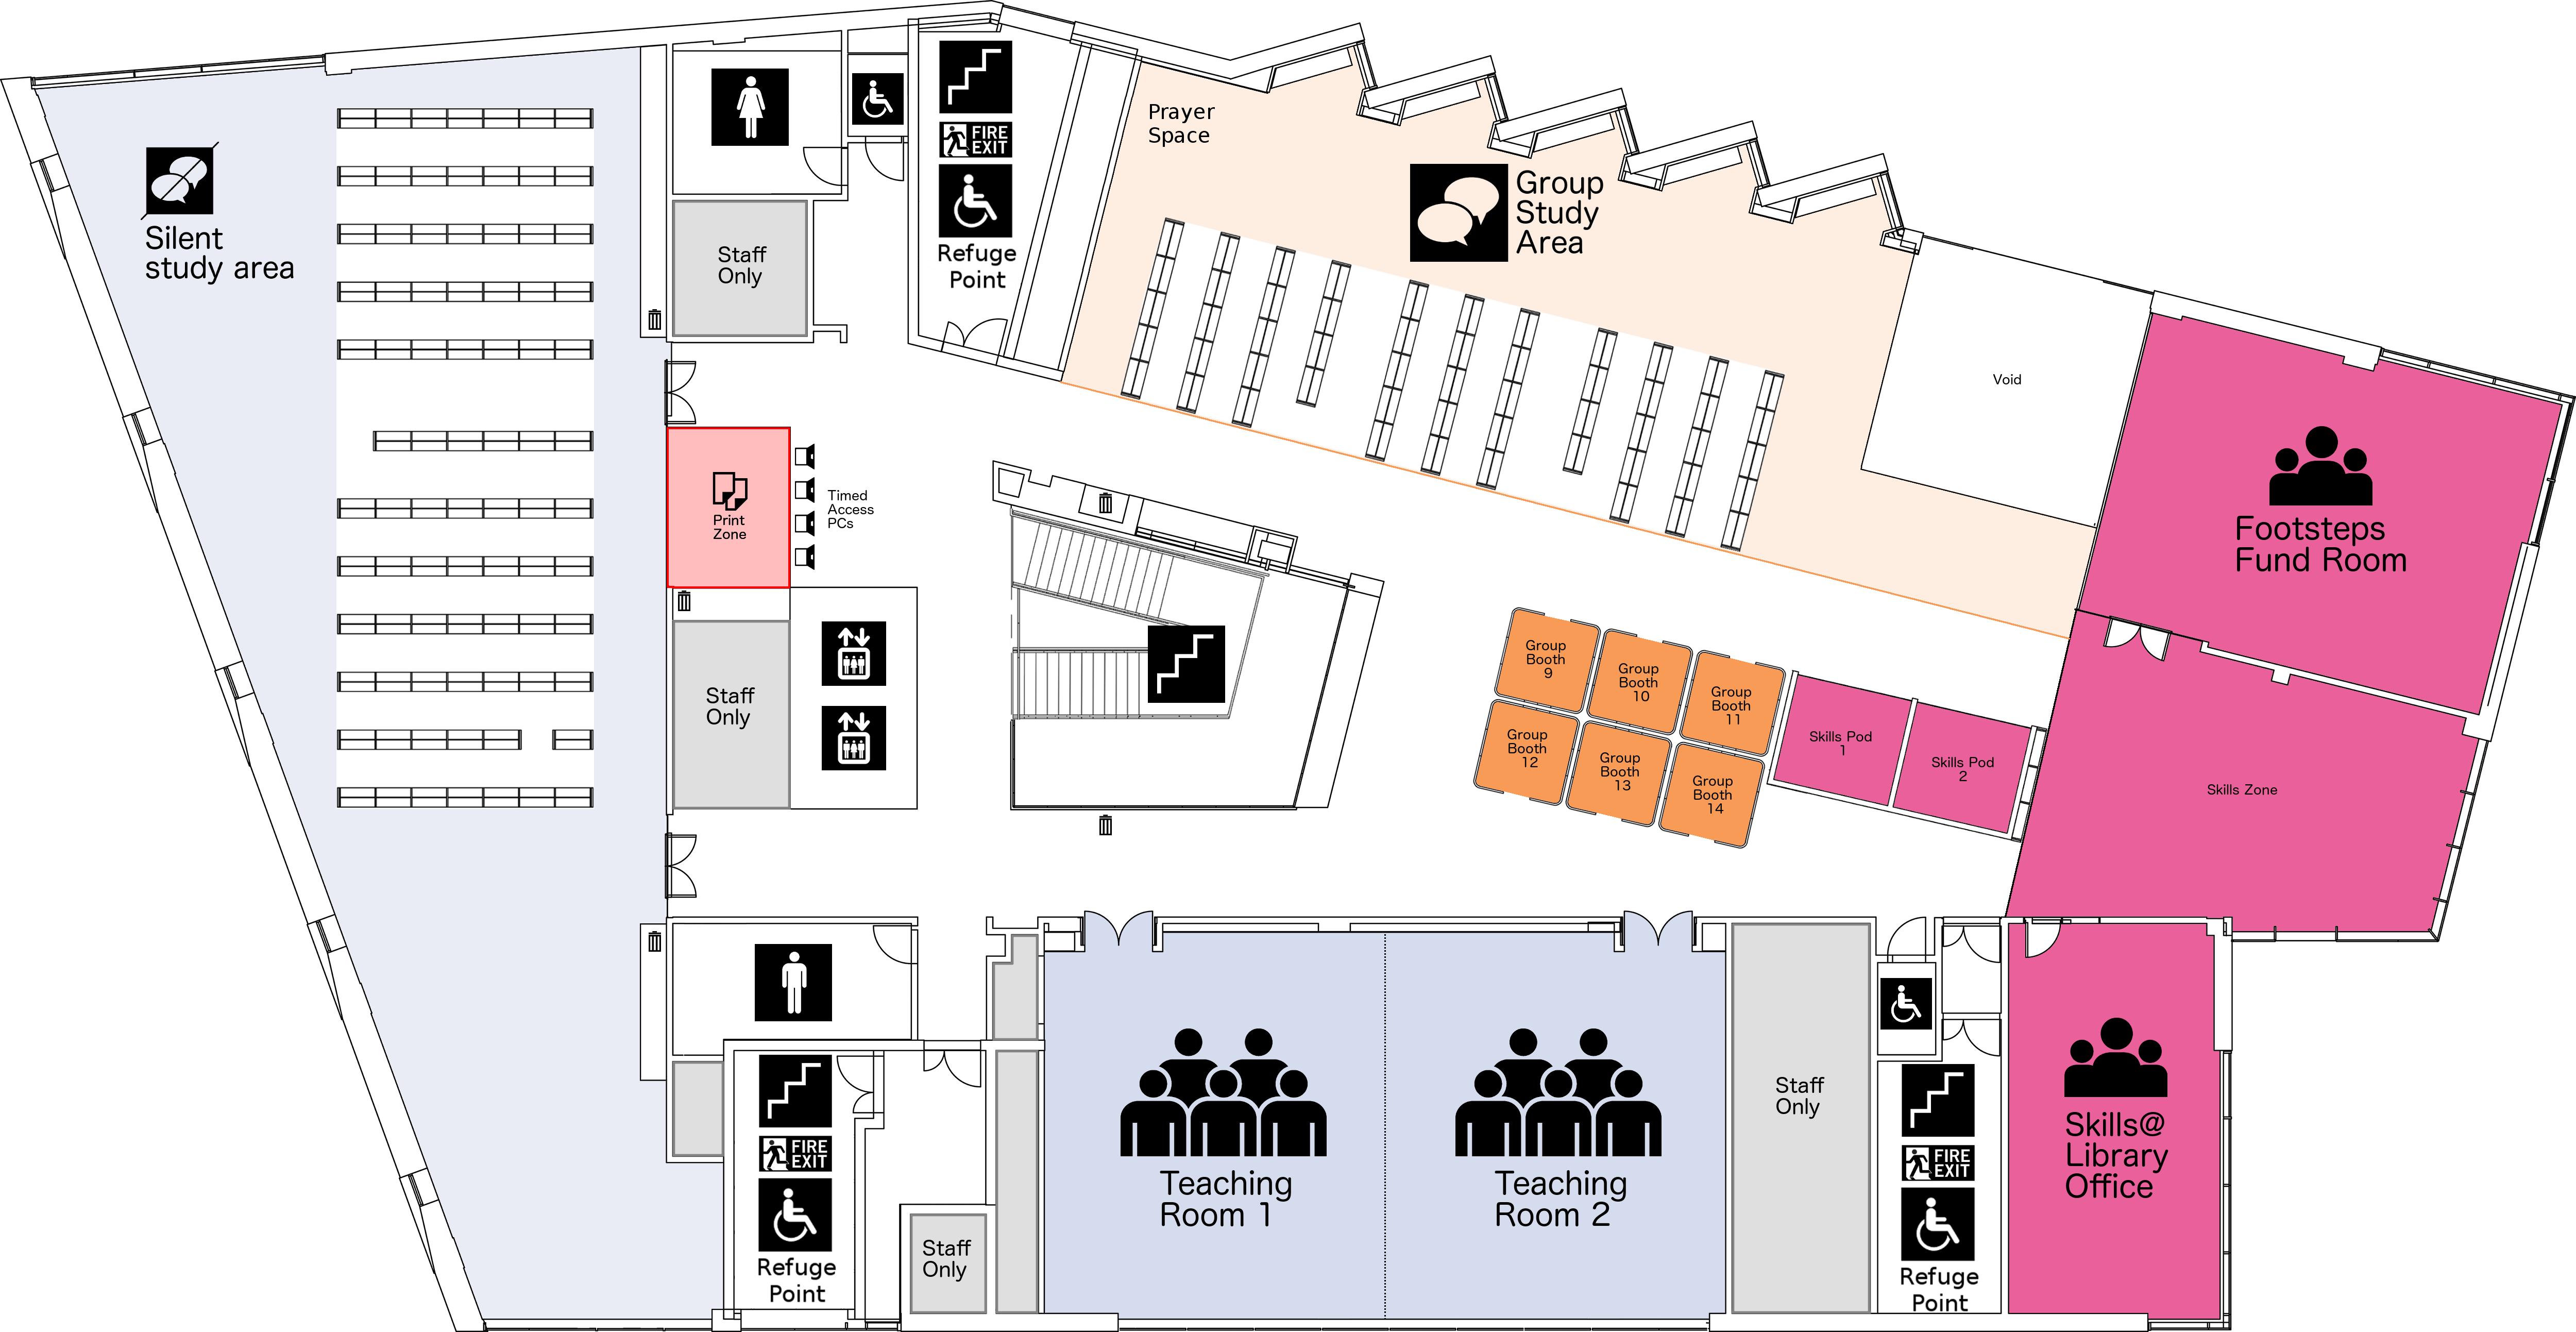 Silent
study area
Staff
Only
FIRE
EXIT
Refuge
Point
Prayer
Space
Group
Study
Area
Void
Footsteps
Fund Room
Print
Zone
Timed
Access
PCs
Staff
Only
Group
Booth
9
Group
Booth
10
Group
Booth
11
Group
Booth
12
Group
Booth
13
Group
Booth
14
Skills Pod
1
Skills Pod
2
Skills Zone
FIRE
EXIT
Refuge
Point
Staff
Only
Teaching
Room 1
Teaching
Room 2
Staff
Only
FIRE
EXIT
Refuge
Point
Skills@
Library
Office